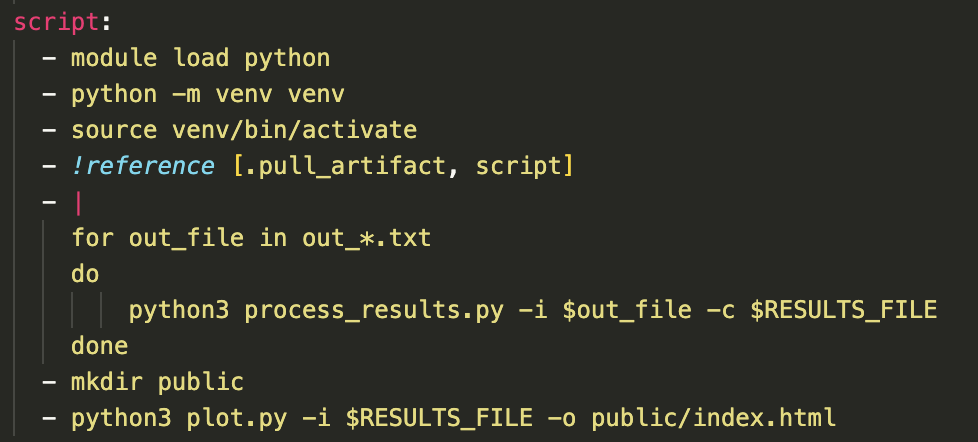 script:
  - module load python
  - python -m venv venv
  - source venv/bin/activate
  - !reference [.pull_artifact, script]
  - |
    for out_file in out_*.txt
    do
        python3 process_results.py -i $out_file -c $RESULTS_FILE
    done
  - mkdir public
  - python3 plot.py -i $RESULTS_FILE -o public/index.html